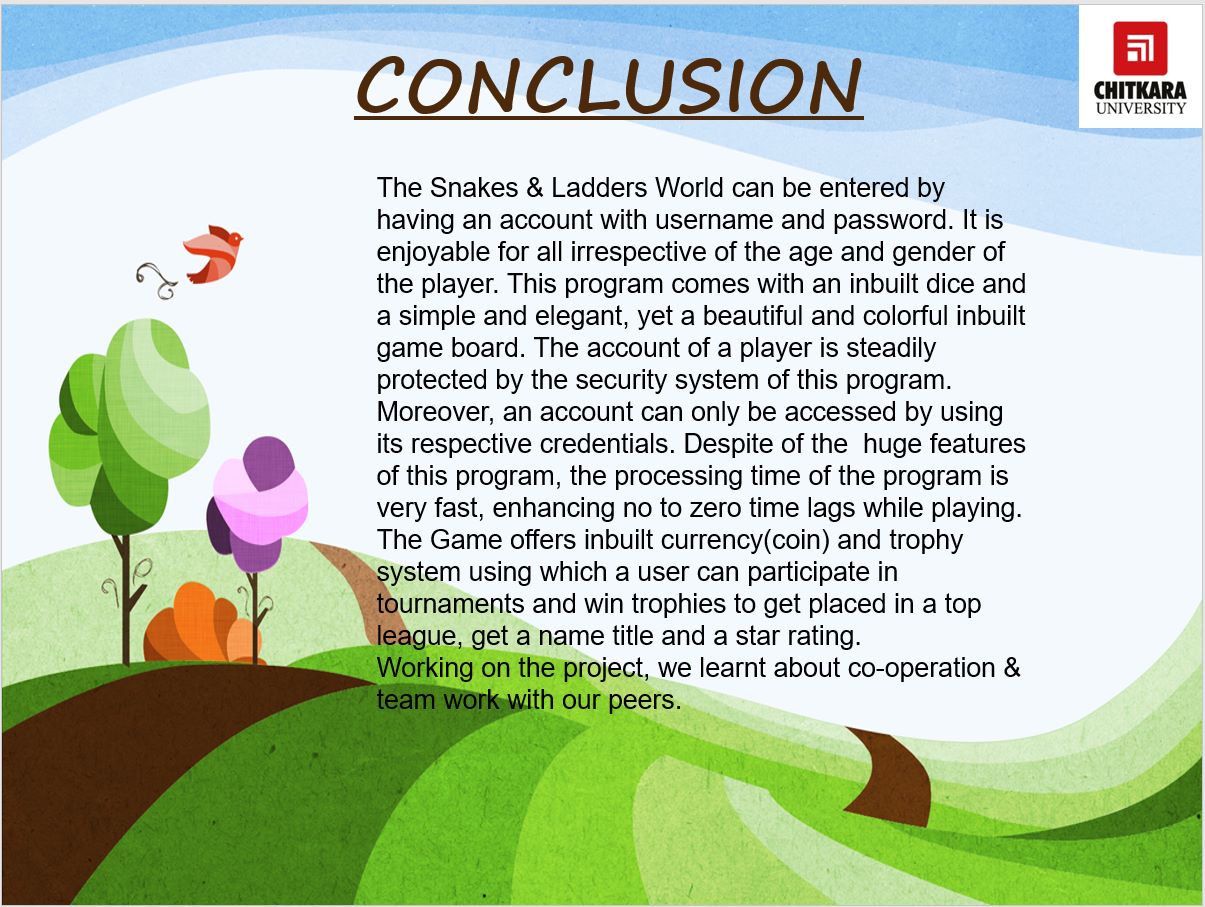 CONCLUSION
CHITKARA
UNIVERSITY
The Snakes & Ladders World can be entered by
having an account with username and password. It is
enjoyable for all irrespective of the age and gender of
the player. This program comes with an inbuilt dice and
a simple and elegant, yet a beautiful and colorful inbuilt
game board. The account of a player is steadily
protected by the security system of this program.
Moreover, an account can only be accessed by using
its respective credentials. Despite of the  huge features
of this program, the processing time of the program is
very fast, enhancing no to zero time lags while playing.
The Game offers inbuilt currency(coin) and trophy
system using which a user can participate in
tournaments and win trophies to get placed in a top
league, get a name title and a star rating.
Working on the project, we learnt about co-operation &
team work with our peers.